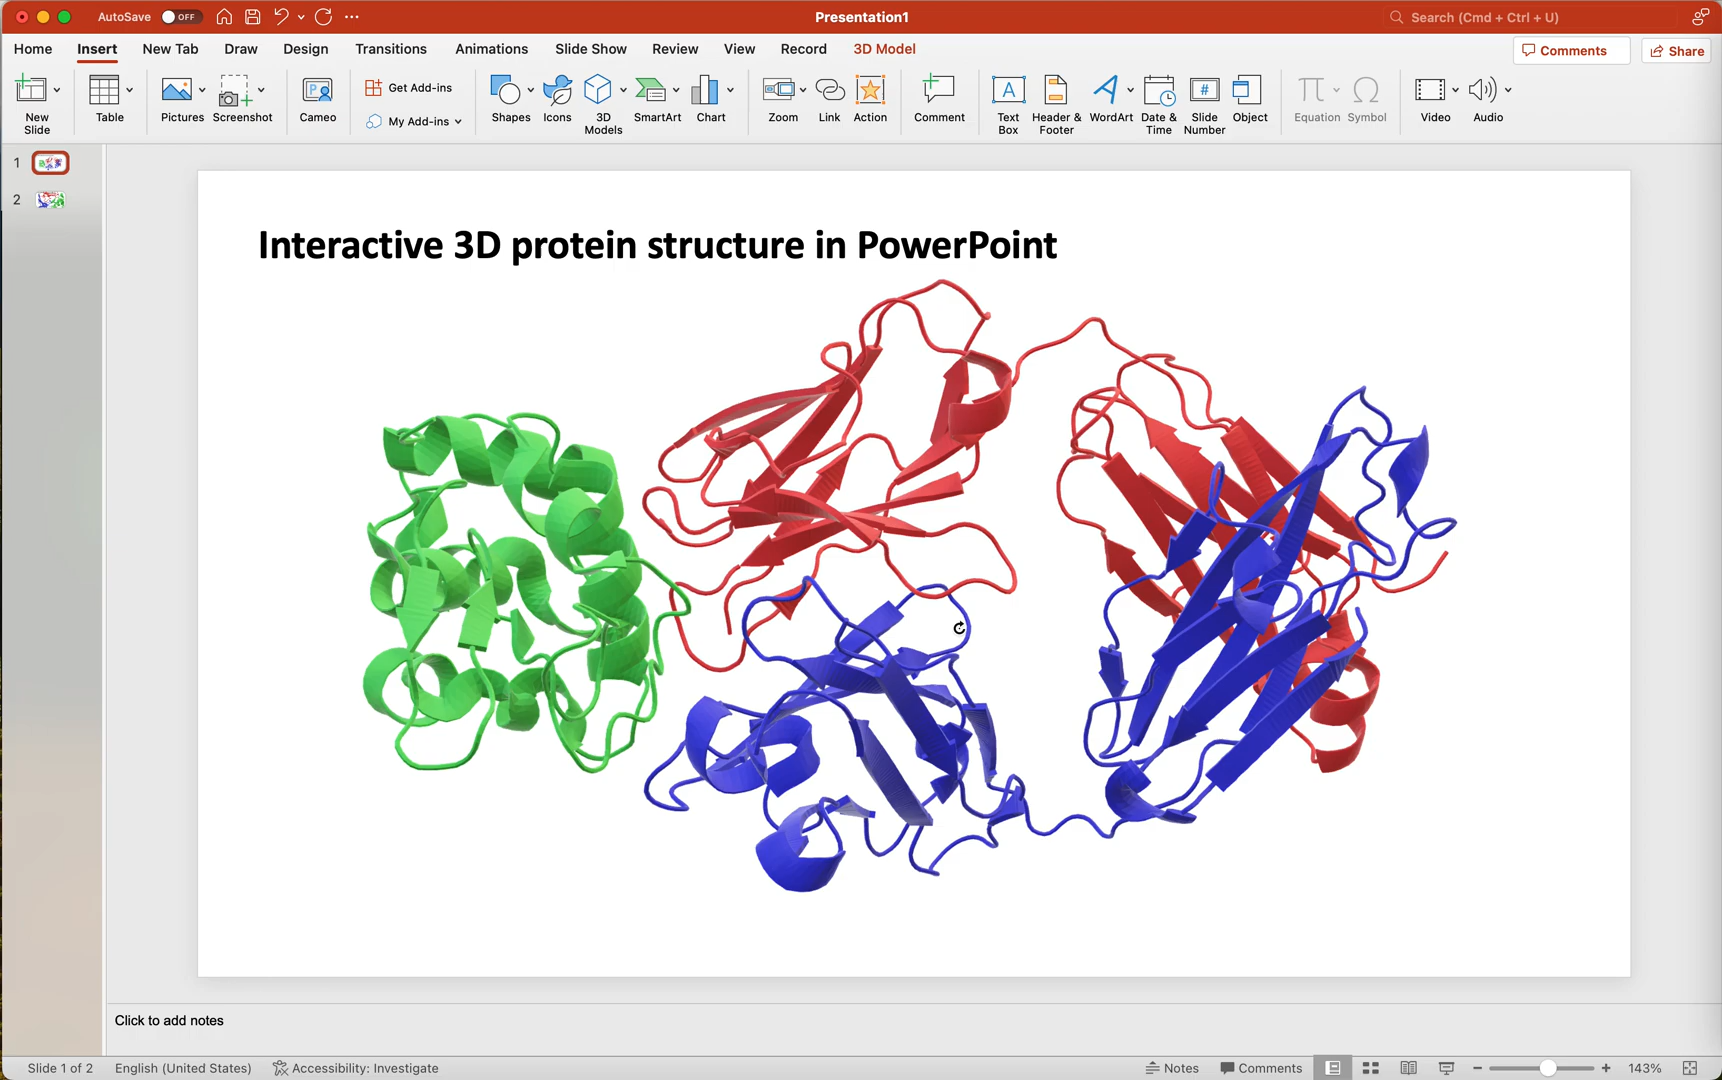 AutoSave OFF Presentation1 Search (Cmd + Ctrl + U)
Home Insert New Tab Draw Design Transitions Animations Slide Show Review View Record 3D Model Comments Share
New Slide
Table
Pictures
Screenshot
Cameo
Get Add-ins
My Add-ins
Shapes
Icons
3D Models
SmartArt
Chart
Zoom
Link
Action
Comment
Text Box
Header & Footer
WordArt
Date & Time
Slide Number
Object
Equation
Symbol
Video
Audio
1
2
Interactive 3D protein structure in PowerPoint
Click to add notes
Slide 1 of 2 English (United States) Accessibility: Investigate Notes Comments 143%